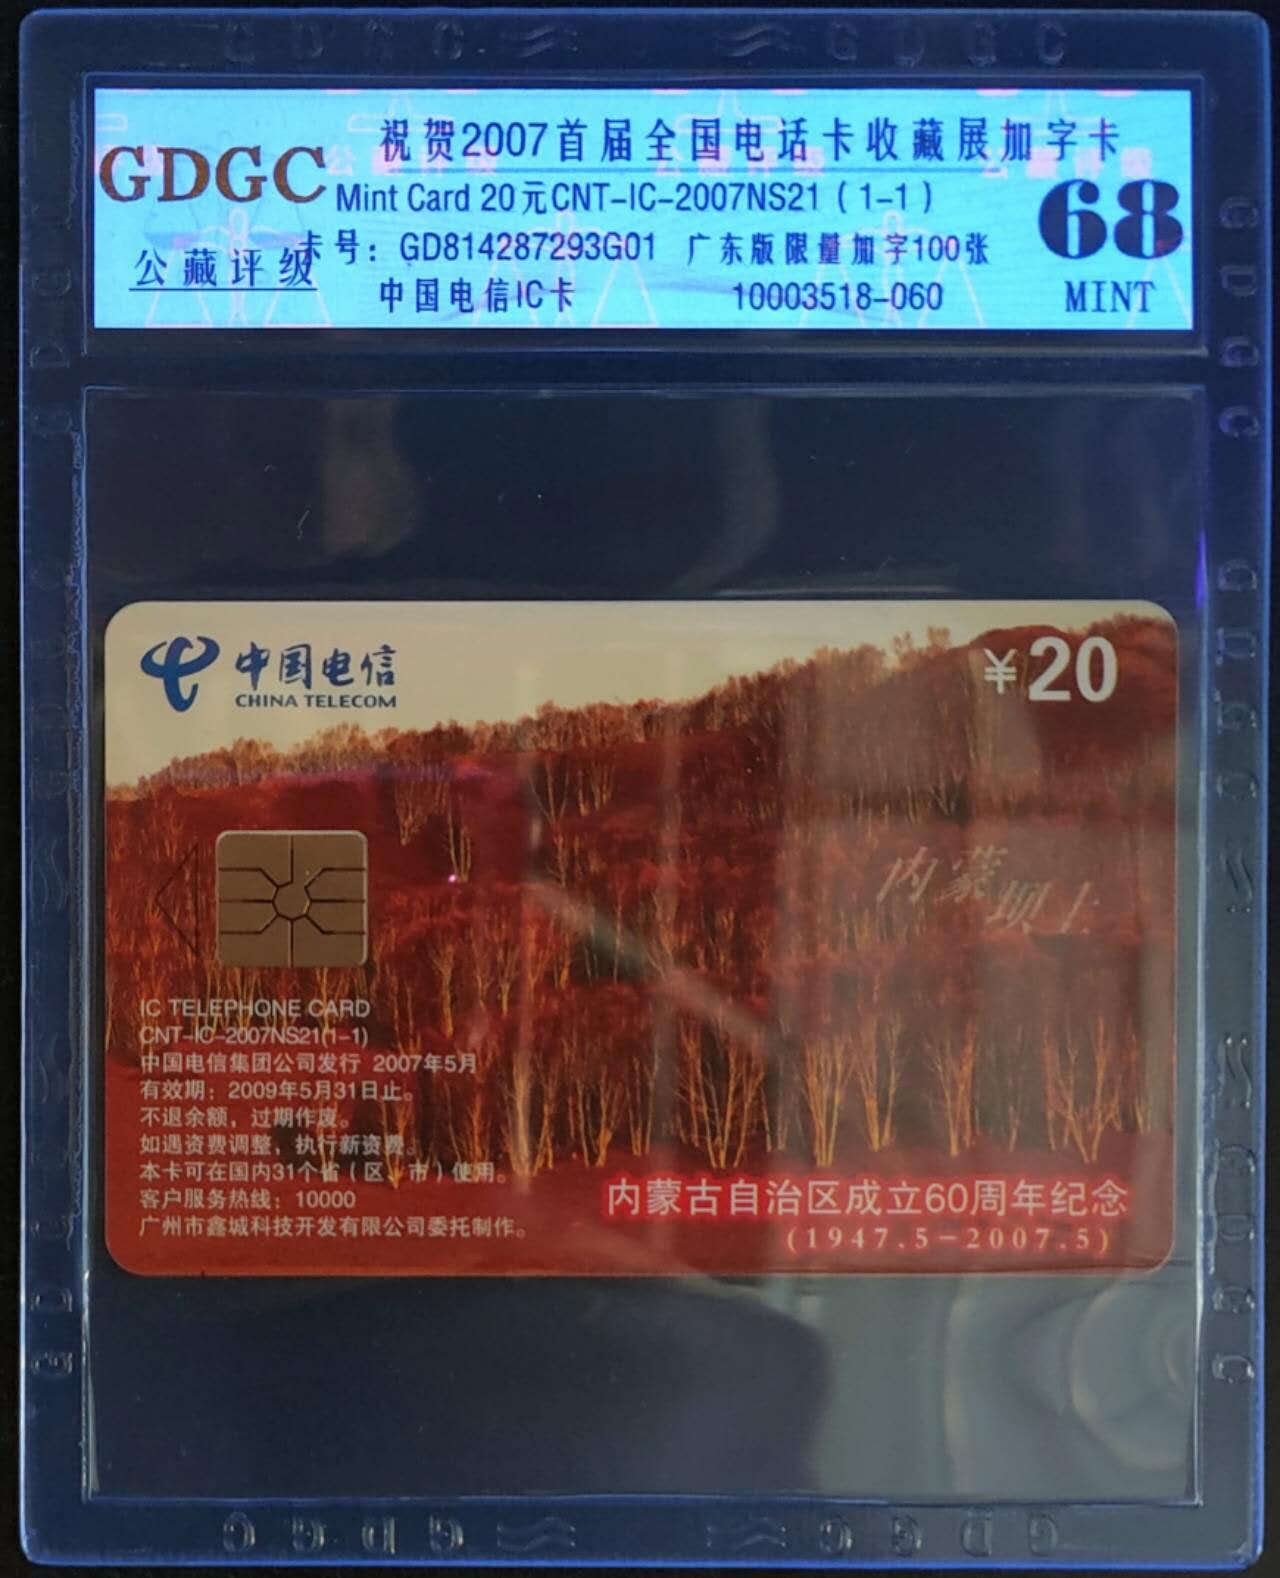 GDGC GDGC
祝贺2007首届全国电话卡收藏展加字卡
GDGC
Mint Card 20元CNT-IC-2007NS21（1-1）
68
公藏评级
卡号：GD814287293G01 广东版限量加字100张
中国电信IC卡 10003518-060
MINT
中国电信
CHINA TELECOM
¥20
内蒙坝上
IC TELEPHONE CARD
CNT-IC-2007NS21(1-1)
中国电信集团公司发行 2007年5月
有效期：2009年5月31日止。
不退余额，过期作废。
如遇资费调整，执行新资费。
本卡可在国内31个省（区、市）使用。
客户服务热线：10000
广州市鑫城科技开发有限公司委托制作。
内蒙古自治区成立60周年纪念
(1947.5-2007.5)
GDGC GDGC